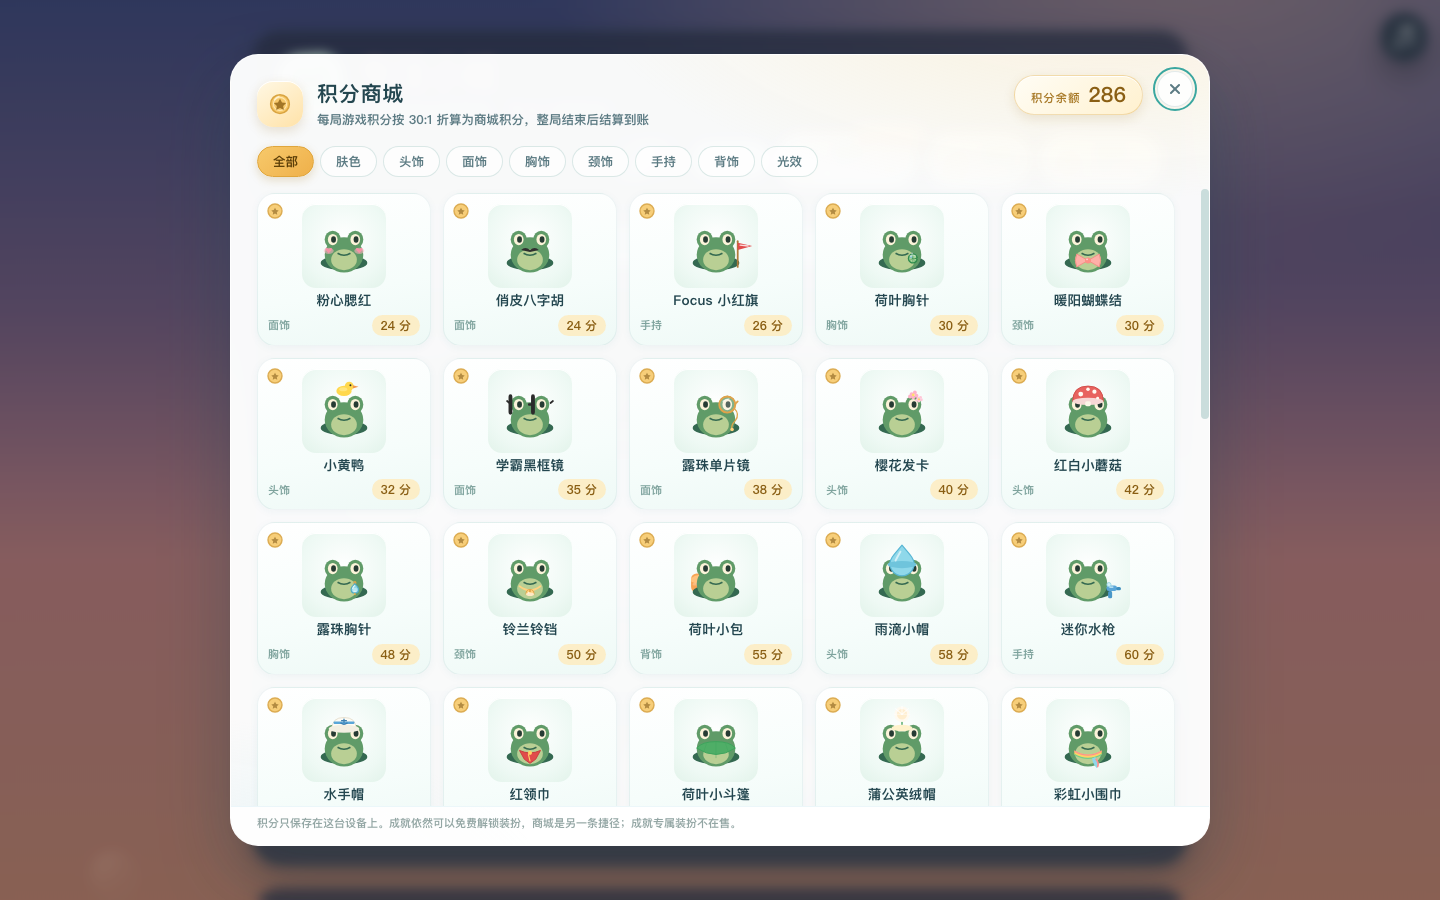 积分商城
每局游戏积分按 30:1 折算为商城积分，整局结束后结算到账
积分余额 286
全部 肤色 头饰 面饰 胸饰 颈饰 手持 背饰 光效
粉心腮红 俏皮八字胡 Focus 小红旗 荷叶胸针 暖阳蝴蝶结
面饰 24 分 面饰 24 分 手持 26 分 胸饰 30 分 颈饰 30 分
小黄鸭 学霸黑框镜 露珠单片镜 樱花发卡 红白小蘑菇
头饰 32 分 面饰 35 分 面饰 38 分 头饰 40 分 头饰 42 分
露珠胸针 铃兰铃铛 荷叶小包 雨滴小帽 迷你水枪
胸饰 48 分 颈饰 50 分 背饰 55 分 头饰 58 分 手持 60 分
水手帽 红领巾 荷叶小斗篷 蒲公英绒帽 彩虹小围巾
积分只保存在这台设备上。成就依然可以免费解锁装扮，商城是另一条捷径；成就专属装扮不在售。